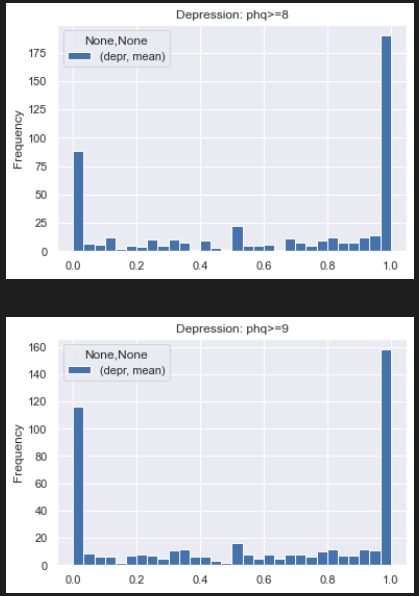 Depression: phq>=8
None,None
(depr, mean)
Frequency
175
150
125
100
75
50
25
0
0.0 0.2 0.4 0.6 0.8 1.0
Depression: phq>=9
None,None
(depr, mean)
Frequency
160
140
120
100
80
60
40
20
0
0.0 0.2 0.4 0.6 0.8 1.0